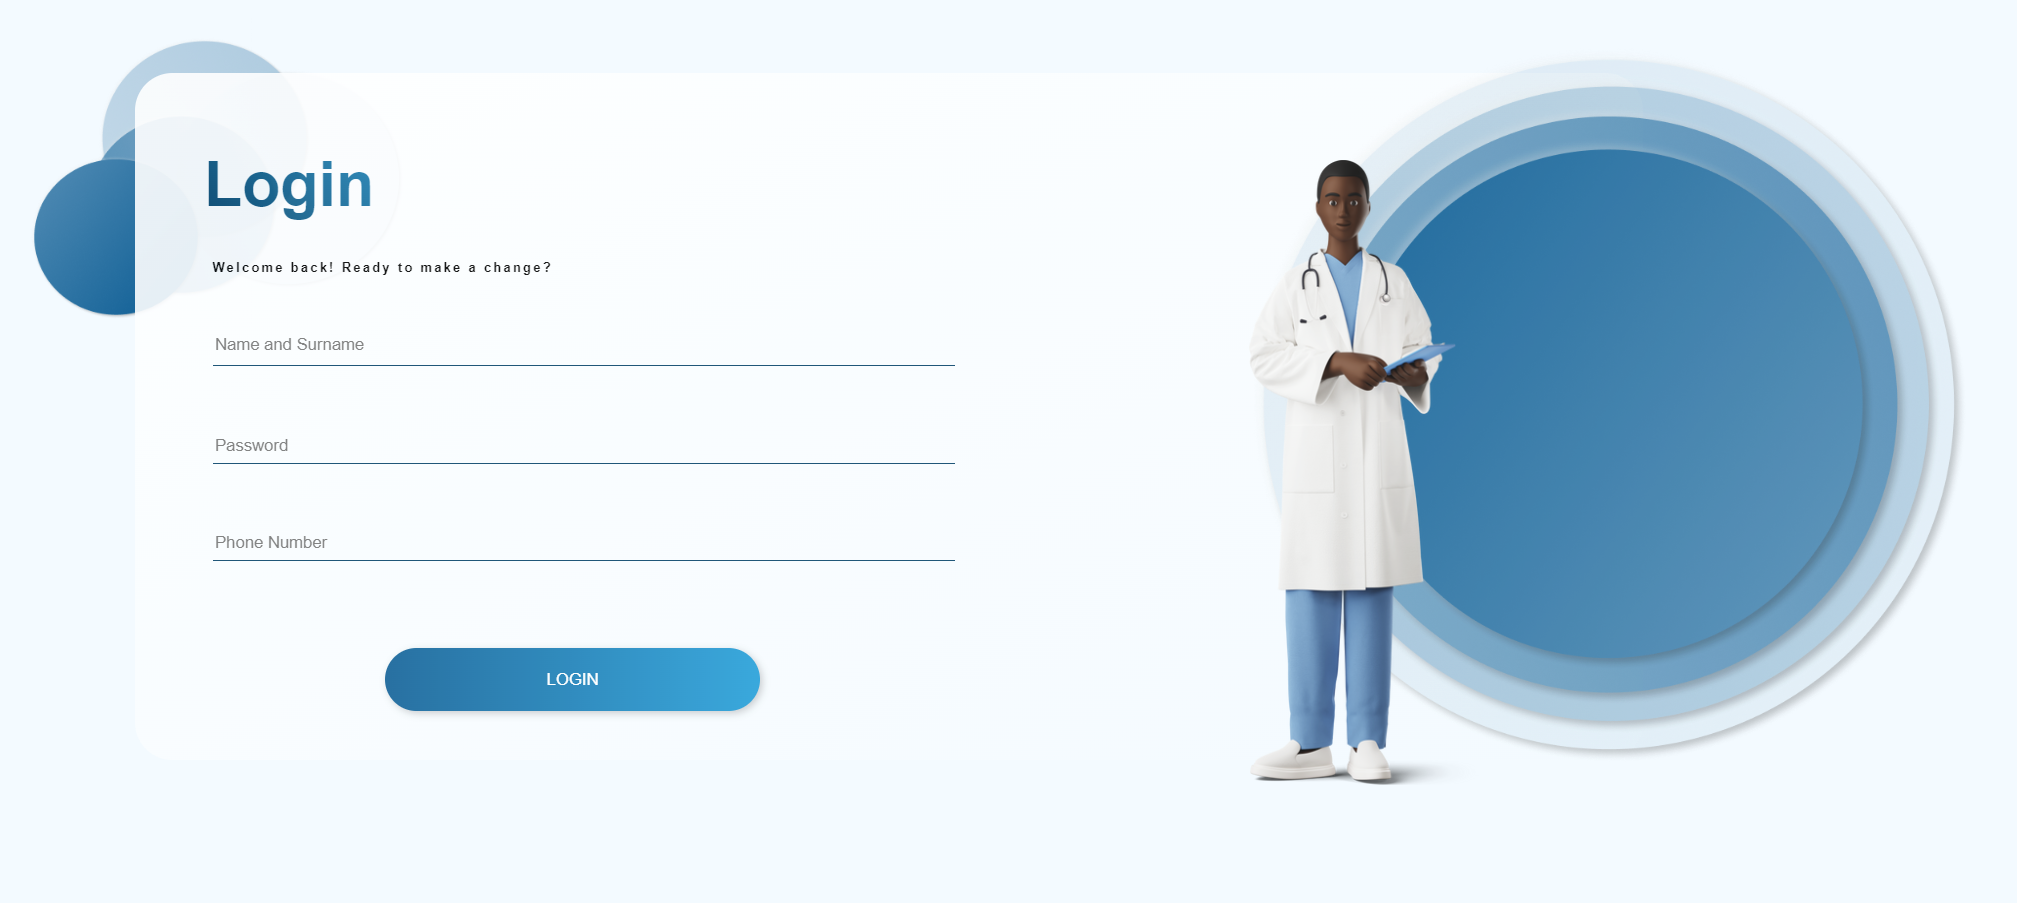 Login
Welcome back! Ready to make a change?
Name and Surname
Password
Phone Number
LOGIN